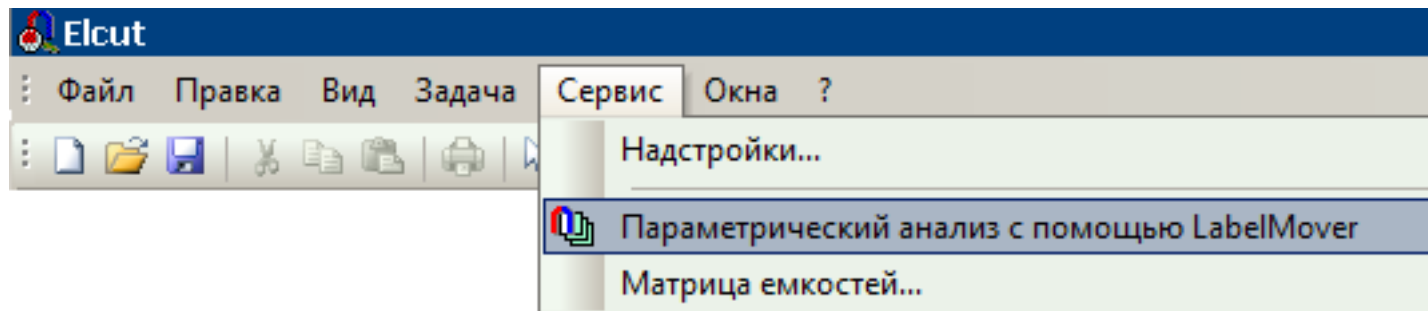 Elcut
Файл Правка Вид Задача Сервис Окна ?
Надстройки...
Параметрический анализ с помощью LabelMover
Матрица емкостей...